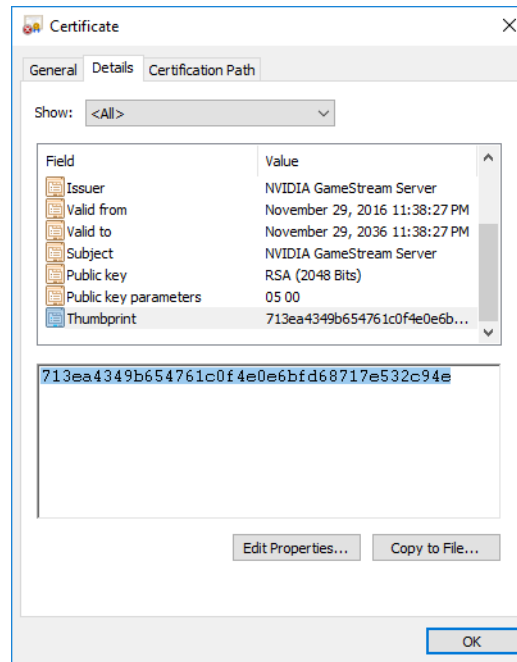 Certificate
General Details Certification Path
Show: <All>
Field Value
Issuer NVIDIA GameStream Server
Valid from November 29, 2016 11:38:27 PM
Valid to November 29, 2036 11:38:27 PM
Subject NVIDIA GameStream Server
Public key RSA (2048 Bits)
Public key parameters 05 00
Thumbprint 713ea4349b654761c0f4e0e6b...
713ea4349b654761c0f4e0e6bfd68717e532c94e
Edit Properties... Copy to File...
OK